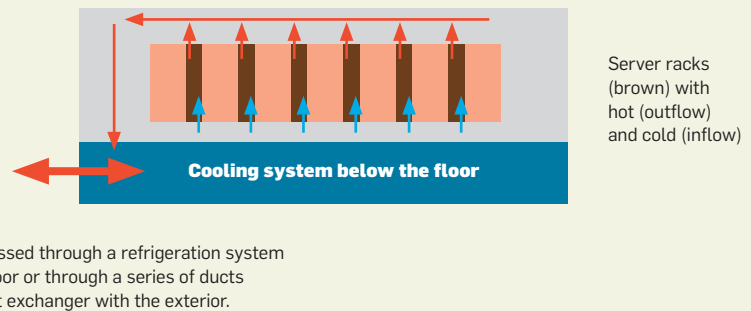 Server racks
(brown) with
hot (outflow)
and cold (inflow)
Cooling system below the floor
ssed through a refrigeration system
or through a series of ducts
exchanger with the exterior.